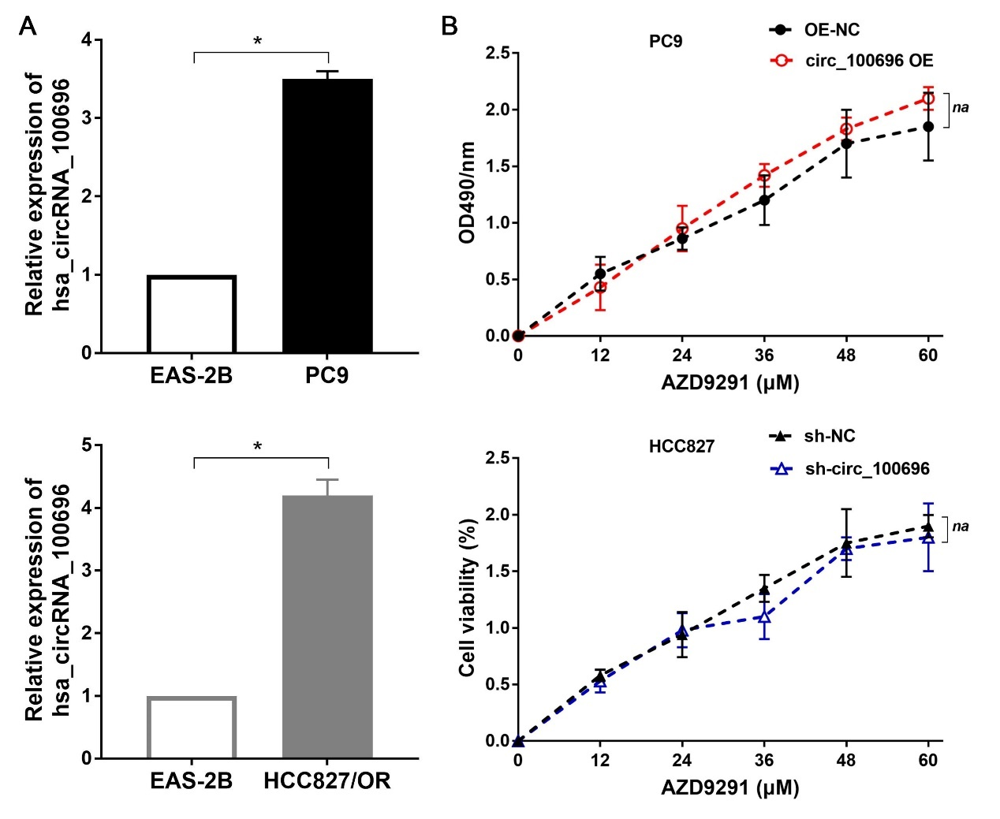 A
4
3
2
1
0
Relative expression of
hsa_circRNA_100696
*
EAS-2B
PC9
B
PC9
OE-NC
circ_100696 OE
2.5
2.0
1.5
1.0
0.5
0.0
OD490/nm
na
0 12 24 36 48 60
AZD9291 (μM)
5
4
3
2
1
0
Relative expression of
hsa_circRNA_100696
*
EAS-2B
HCC827/OR
HCC827
sh-NC
sh-circ_100696
2.5
2.0
1.5
1.0
0.5
0.0
Cell viability (%)
na
0 12 24 36 48 60
AZD9291 (μM)